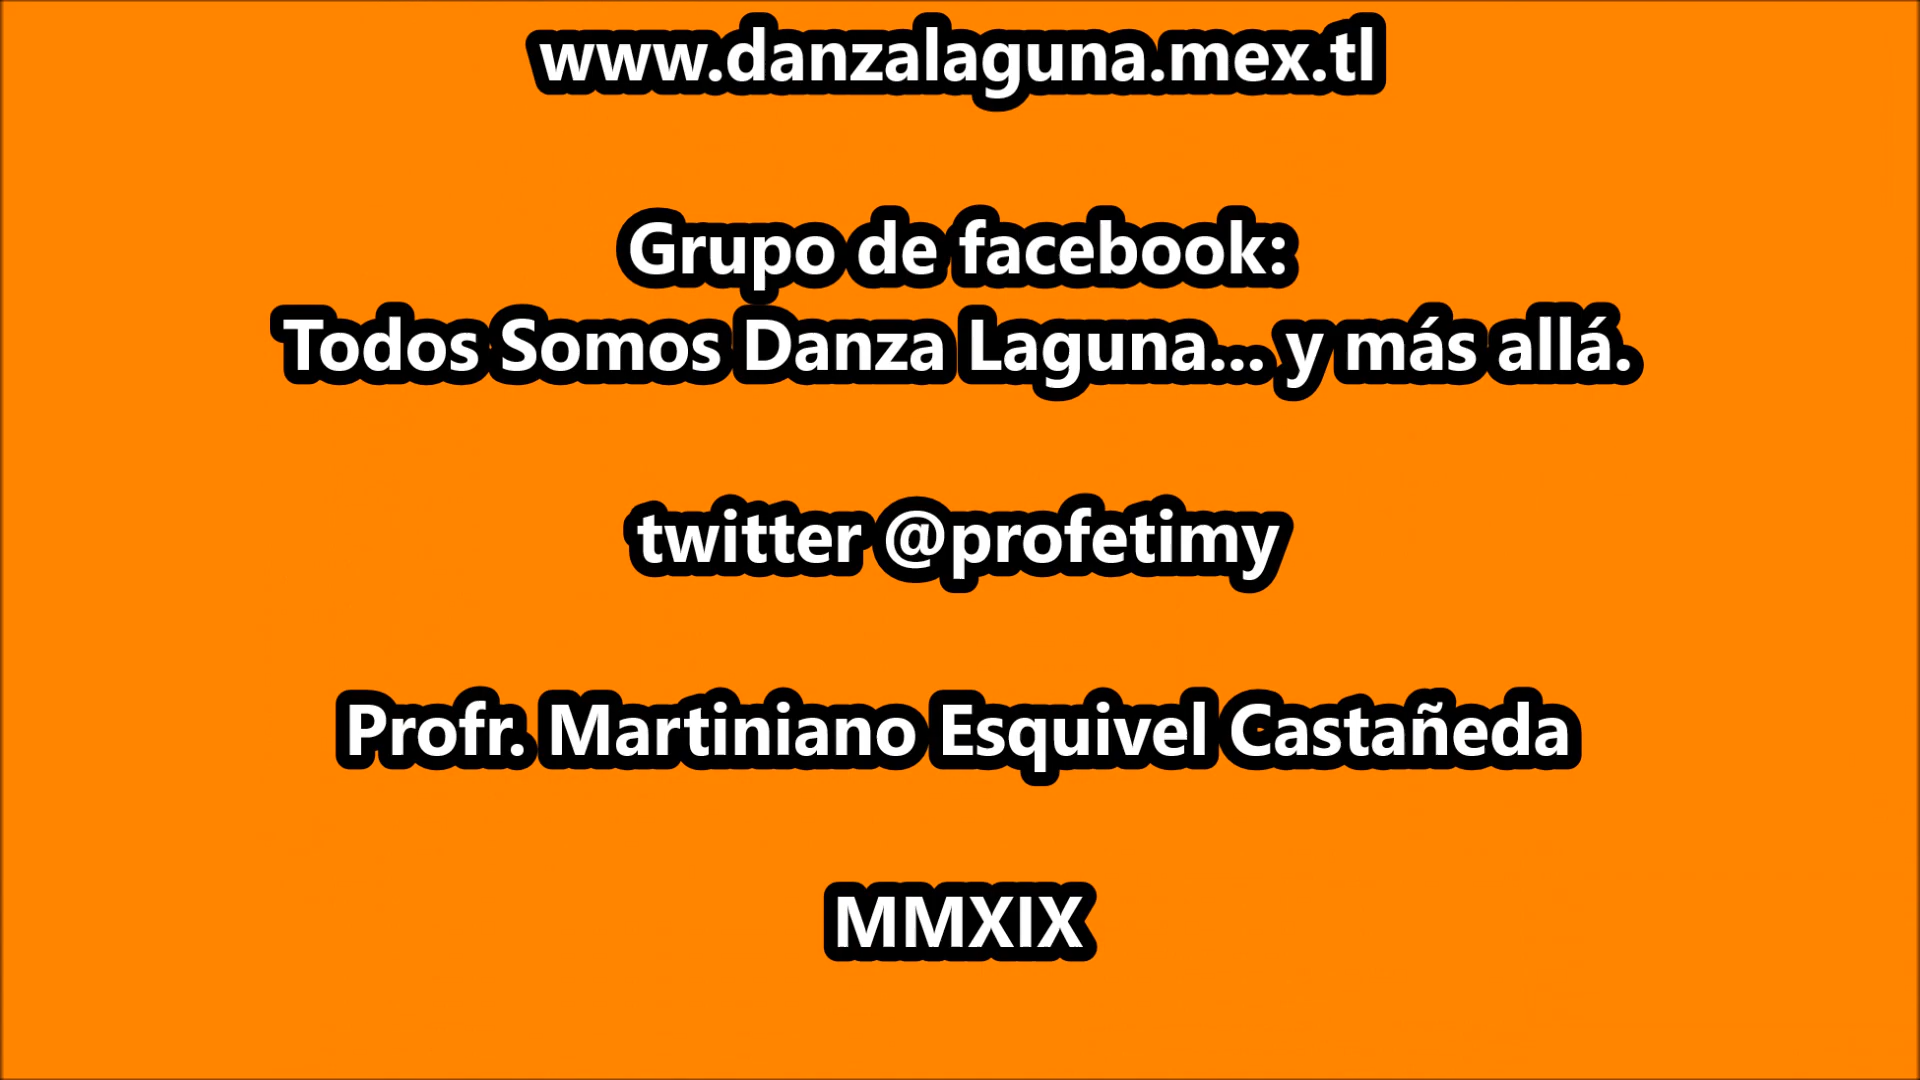 www.danzalaguna.mex.tl
Grupo de facebook:
Todos Somos Danza Laguna... y más allá.
twitter @profetimy
Profr. Martiniano Esquivel Castañeda
MMXIX